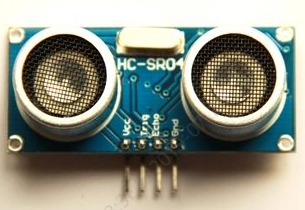 HC-SR04
Vcc
Trig
Echo
Gnd